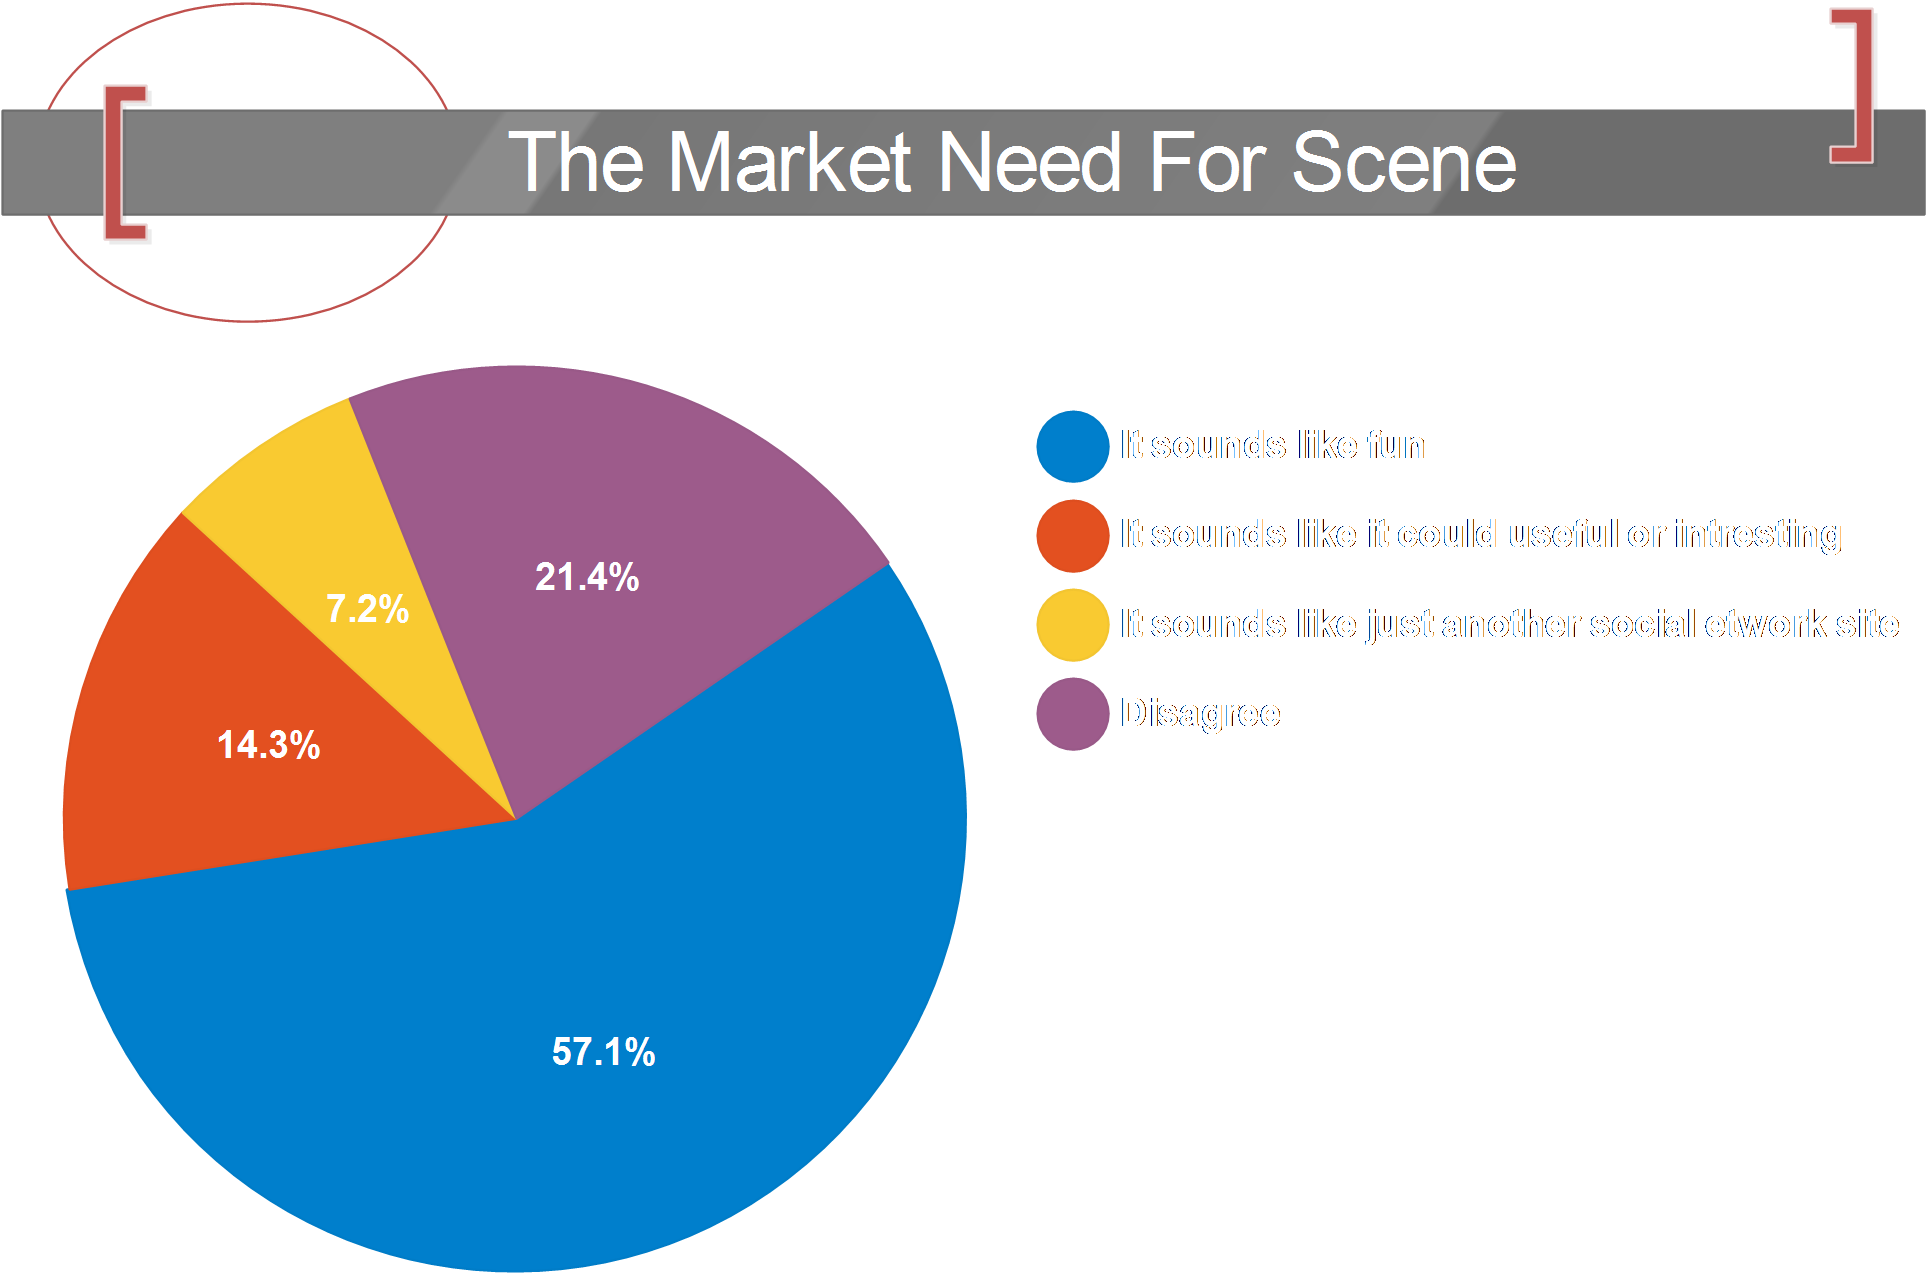 The Market Need For Scene
21.4%
7.2%
14.3%
57.1%
It sounds like fun
It sounds like it could useful or intresting
It sounds like just another social etwork site
Disagree